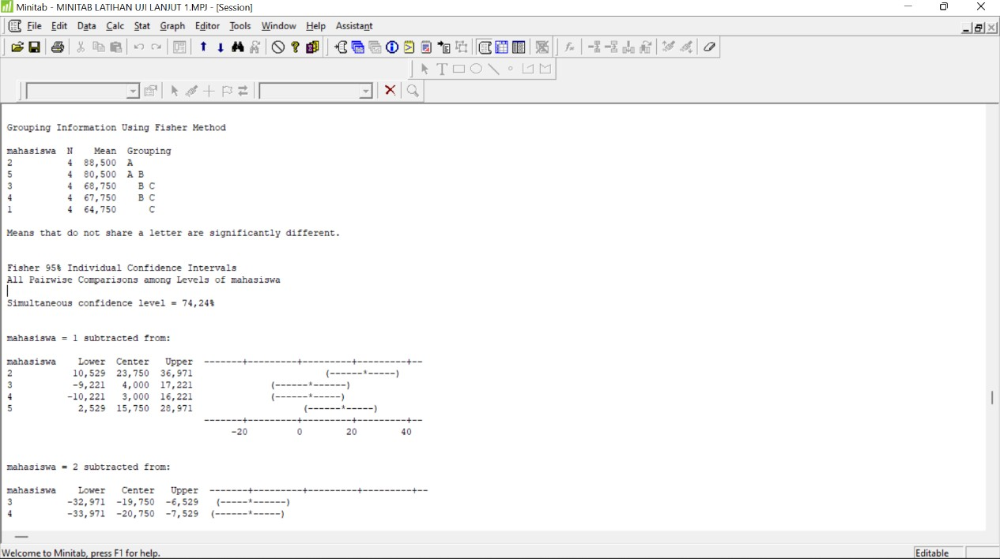 Minitab - MINITAB LATIHAN UJI LANJUT 1.MPJ - [Session]
File Edit Data Calc Stat Graph Editor Tools Window Help Assistant
Grouping Information Using Fisher Method
mahasiswa N Mean Grouping
2 4 88,500 A
5 4 80,500 A B
3 4 68,750 B C
4 4 67,750 B C
1 4 64,750 C
Means that do not share a letter are significantly different.
Fisher 95% Individual Confidence Intervals
All Pairwise Comparisons among Levels of mahasiswa
Simultaneous confidence level = 74,24%
mahasiswa = 1 subtracted from:
mahasiswa Lower Center Upper -------+---------+---------+---------+--
2 10,529 23,750 36,971 (------*-----)
3 -9,221 4,000 17,221 (------*------)
4 -10,221 3,000 16,221 (------*-----)
5 2,529 15,750 28,971 (------*-----)
-------+---------+---------+---------+--
-20 0 20 40
mahasiswa = 2 subtracted from:
mahasiswa Lower Center Upper -------+---------+---------+---------+--
3 -32,971 -19,750 -6,529 (-----*------)
4 -33,971 -20,750 -7,529 (------*-----)
Welcome to Minitab, press F1 for help. Editable